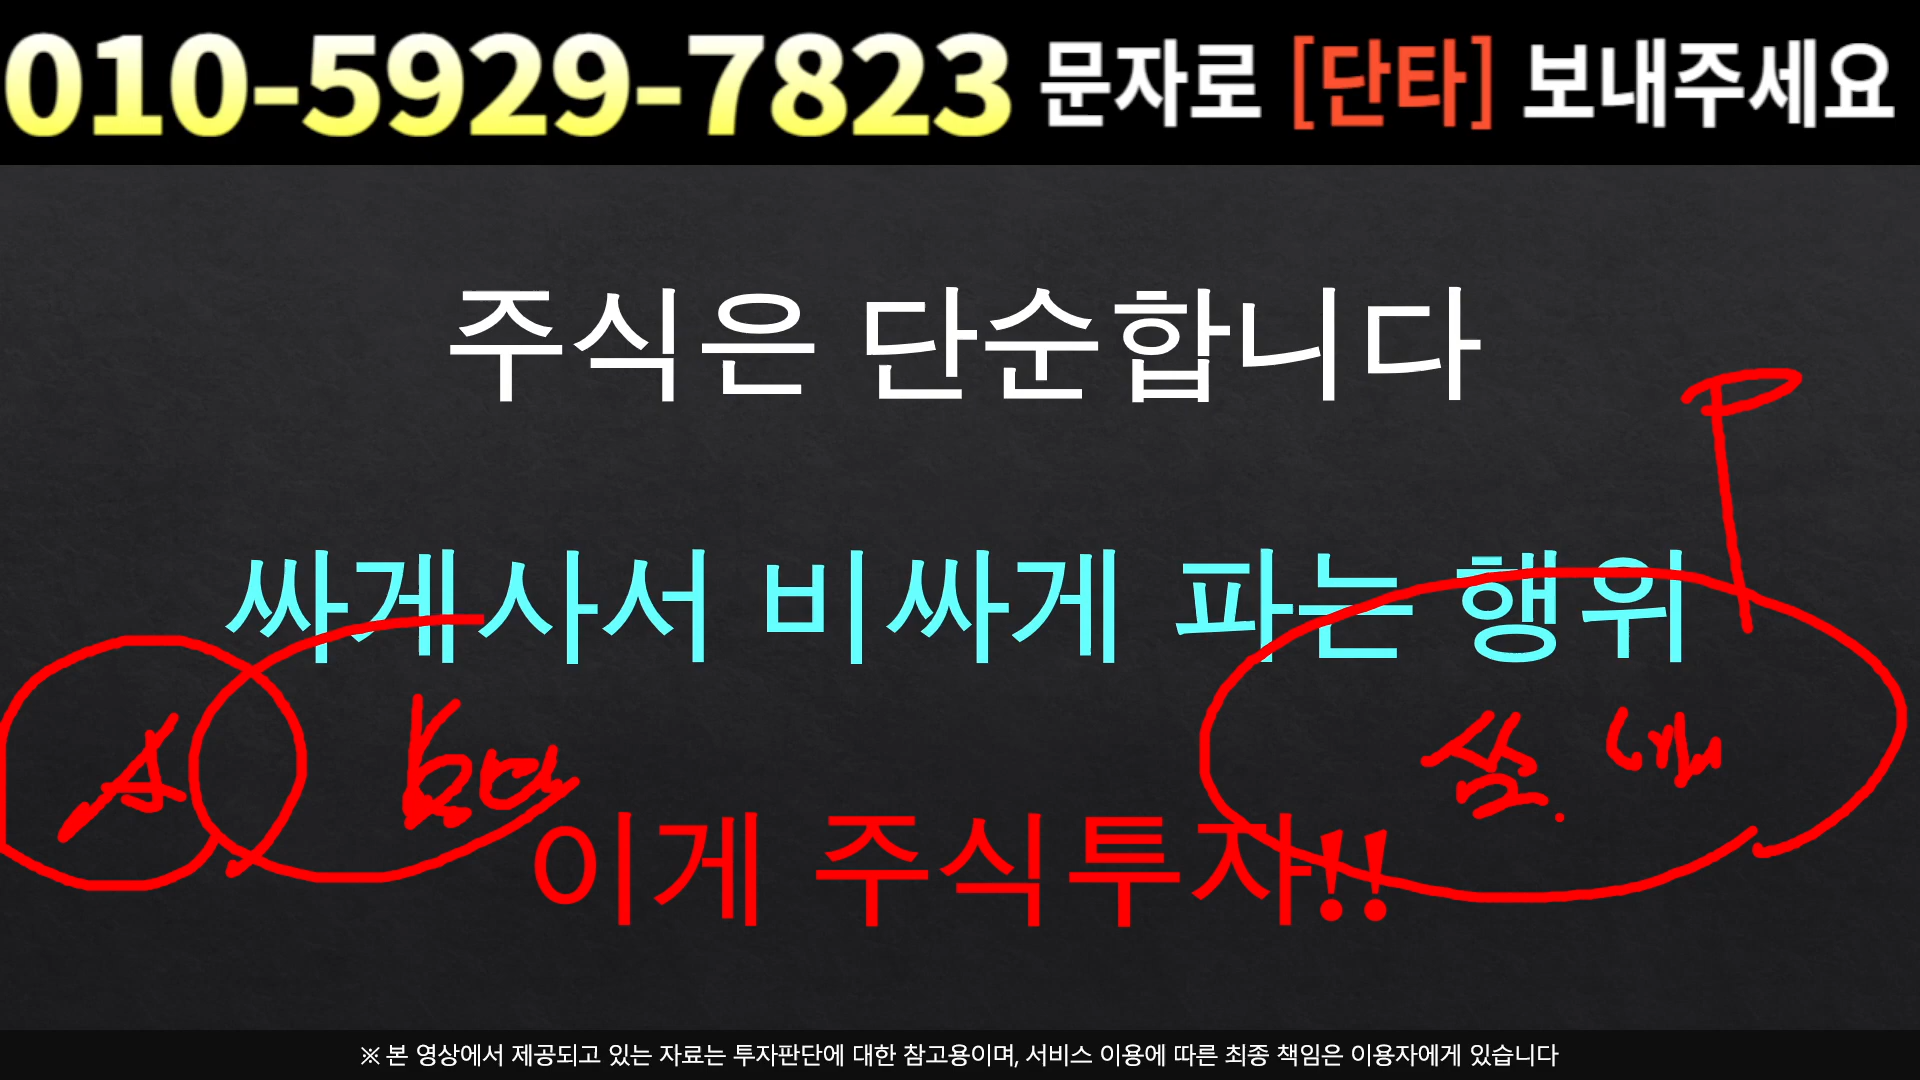 010-5929-7823 문자로 [단타] 보내주세요
주식은 단순합니다
싸게사서 비싸게 파는 행위
이게 주식투자!!
※ 본 영상에서 제공되고 있는 자료는 투자판단에 대한 참고용이며, 서비스 이용에 따른 최종 책임은 이용자에게 있습니다